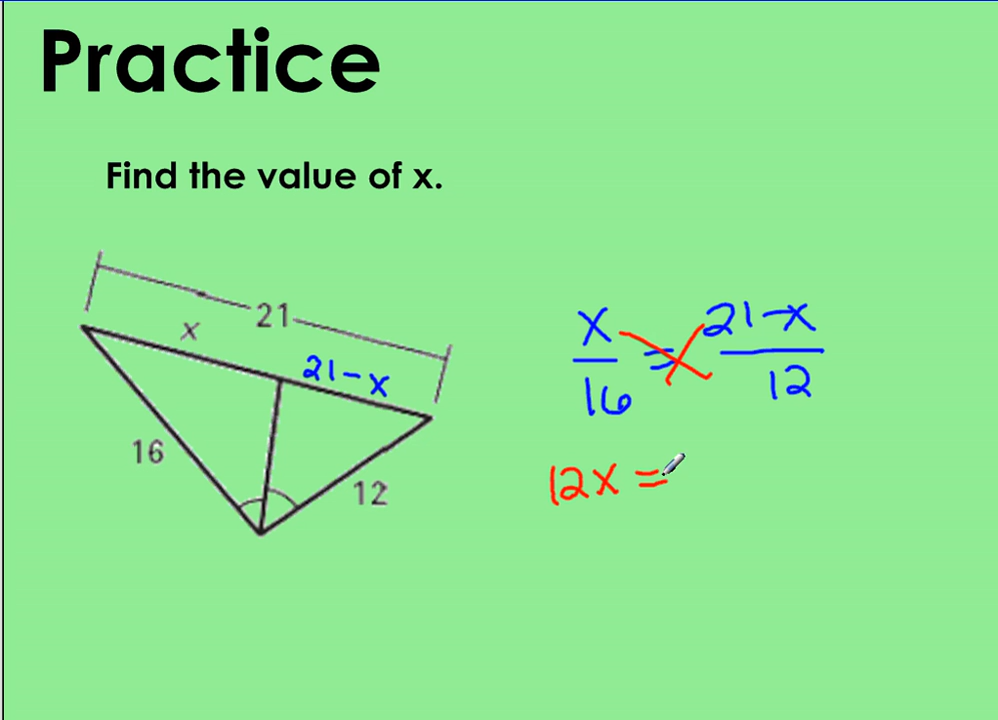 Practice
Find the value of x.
21
x
21-x
16
12
x/16 = 21-x/12
12x =